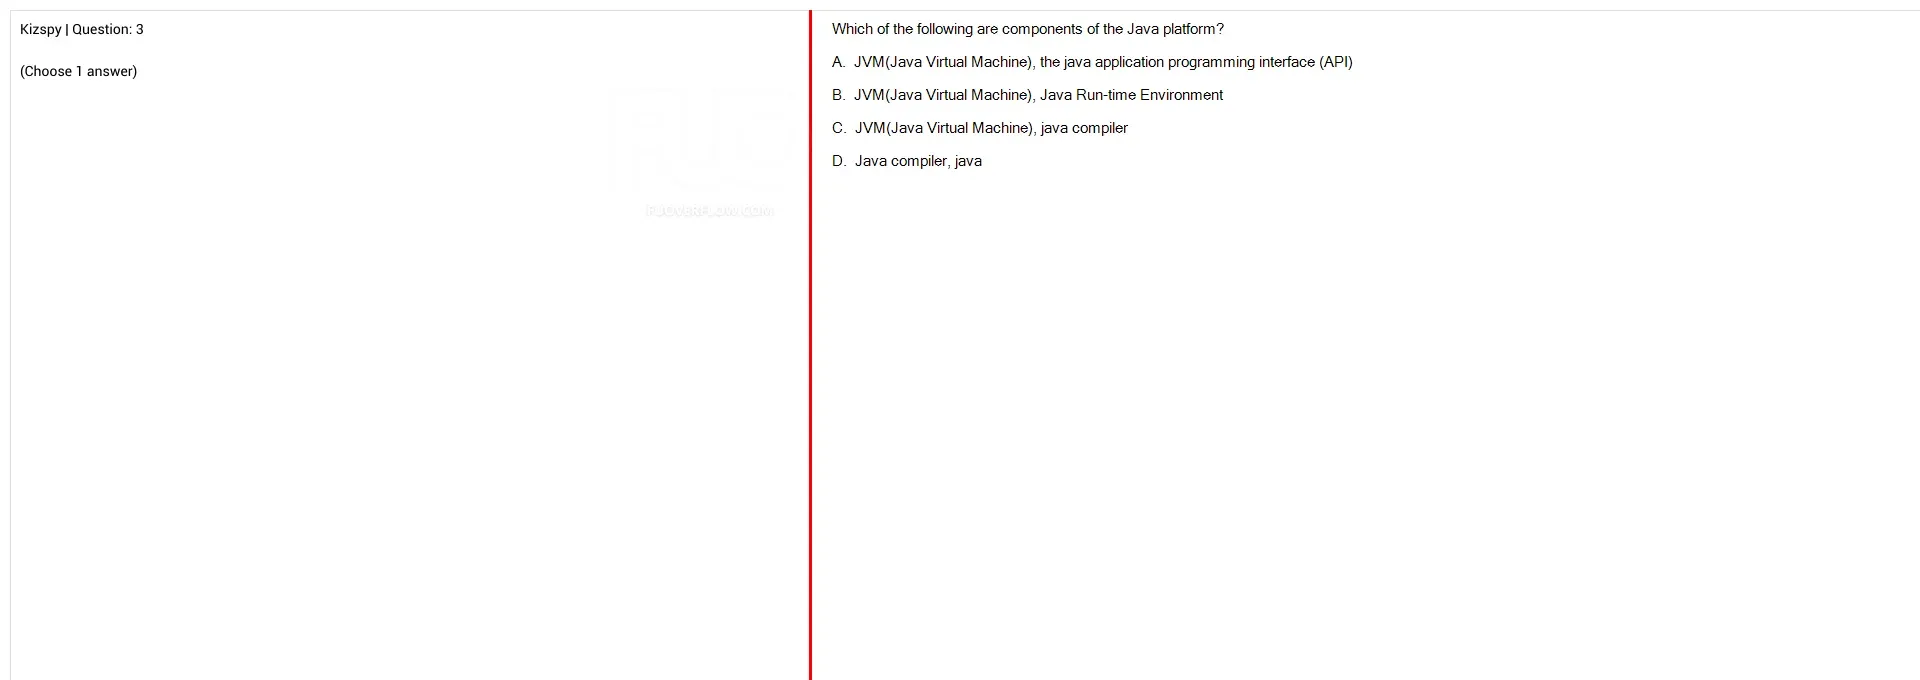 Kizspy | Question: 3
(Choose 1 answer)
FUOVERFLOW.COM
Which of the following are components of the Java platform?
A. JVM(Java Virtual Machine), the java application programming interface (API)
B. JVM(Java Virtual Machine), Java Run-time Environment
C. JVM(Java Virtual Machine), java compiler
D. Java compiler, java